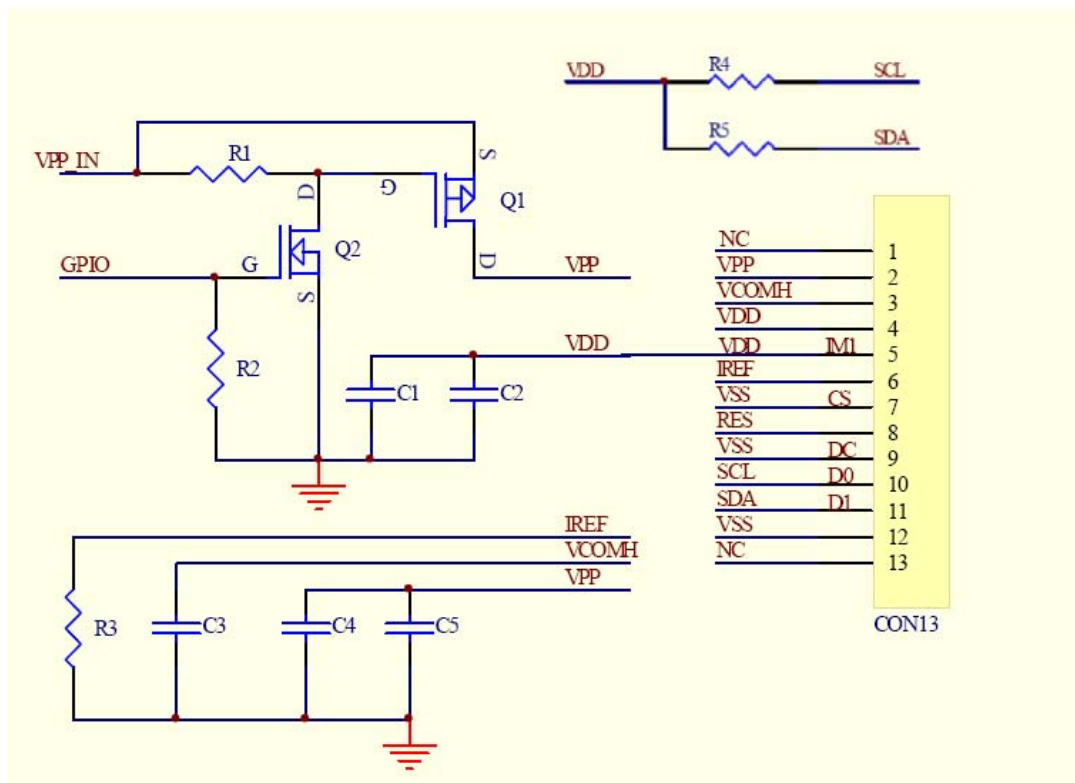 VDD R4 SCL
R5 SDA
VPP_IN R1 D G S Q1
GPIO G Q2 S D VPP
R2
VDD
C1 C2
NC 1
VPP 2
VCOMH 3
VDD 4
VDD IM1 5
IREF 6
VSS CS 7
RES 8
VSS DC 9
SCL D0 10
SDA D1 11
VSS 12
NC 13
CON13
IREF
VCOMH
VPP
R3 C3 C4 C5